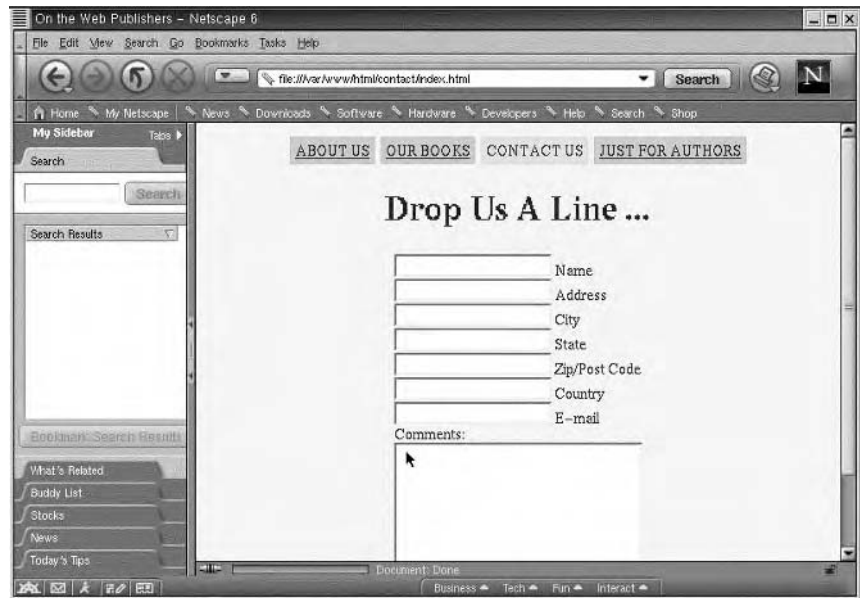 On the Web Publishers – Netscape 6
File Edit View Search Go Bookmarks Tasks Help
file:///var/www/html/contact/index.html Search N
Home My Netscape News Downloads Software Hardware Developers Help Search Shop
My Sidebar Tabs
Search
Search
Search Results
Bookmark Search Results
What's Related
Buddy List
Stocks
News
Today's Tips
ABOUT US OUR BOOKS CONTACT US JUST FOR AUTHORS
Drop Us A Line ...
Name
Address
City
State
Zip/Post Code
Country
E-mail
Comments:
Document: Done
Business Tech Fun Interact